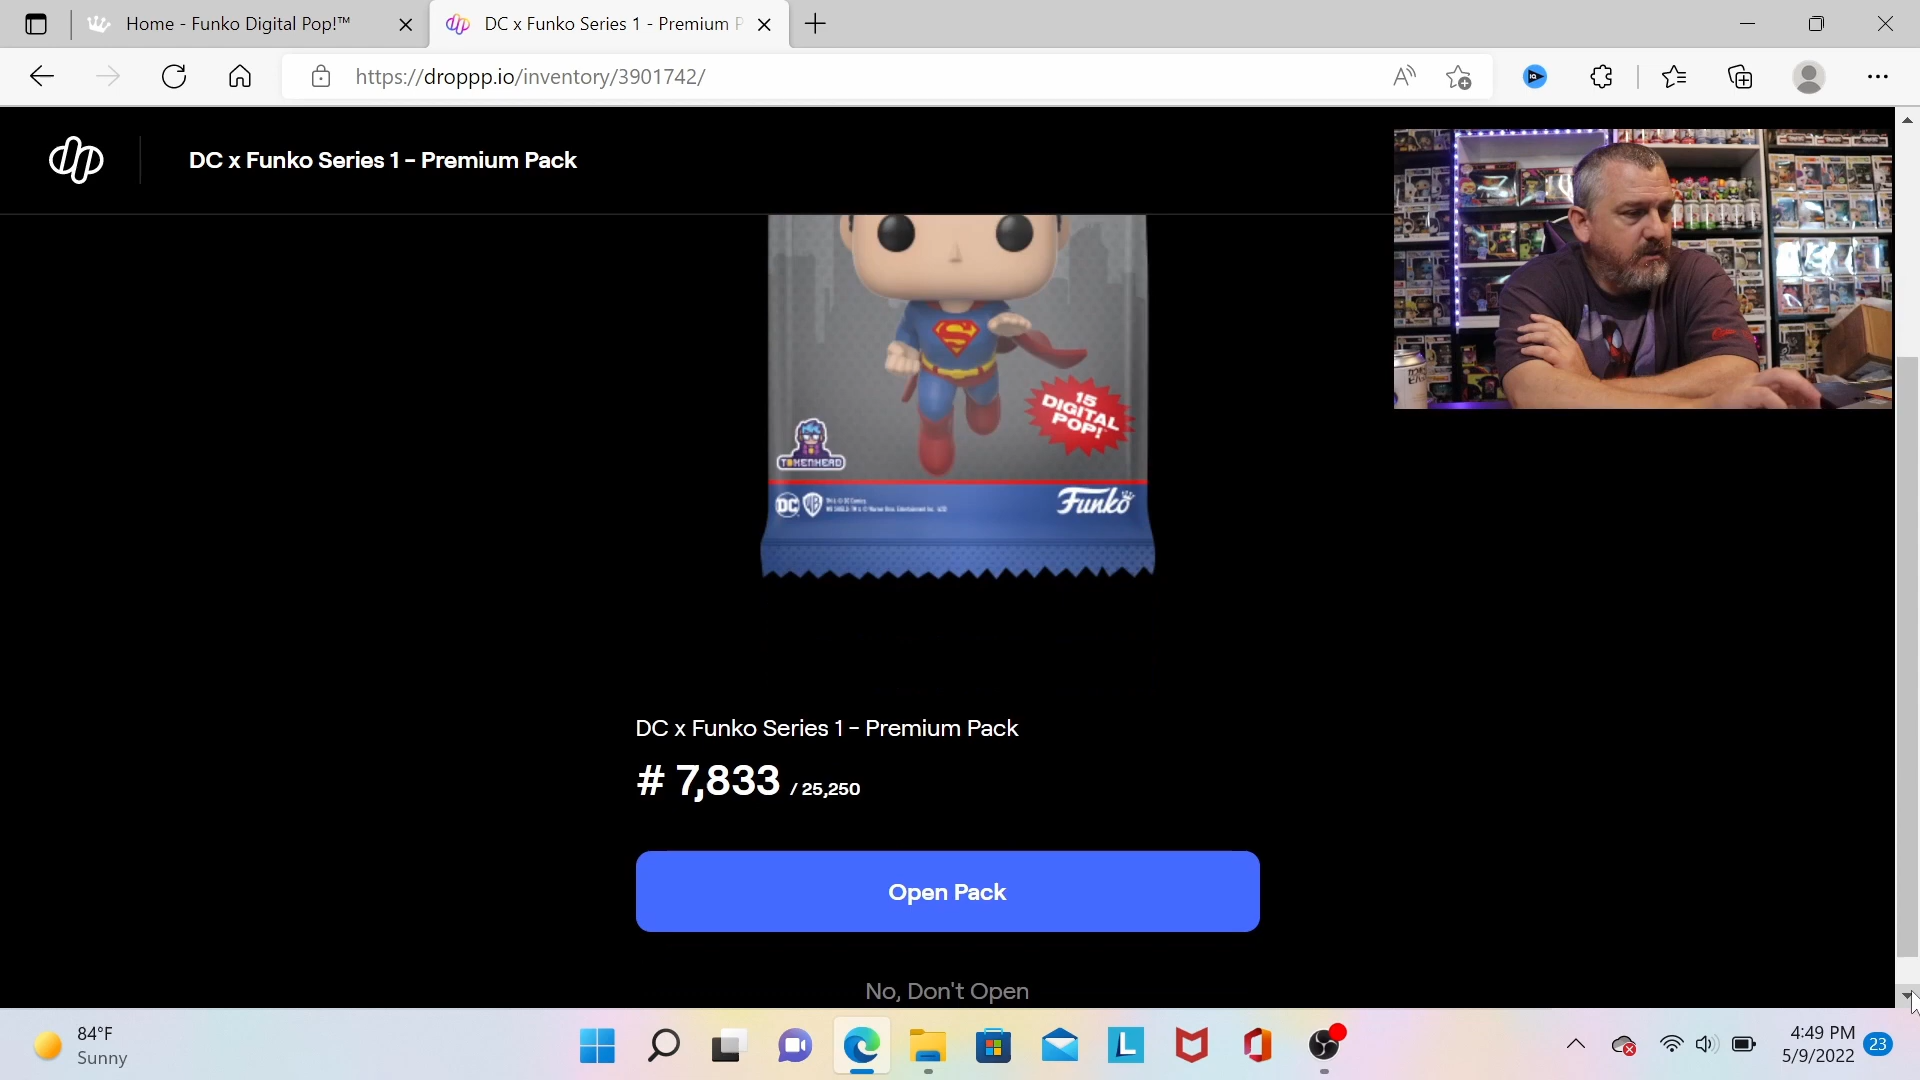 Home - Funko Digital Pop!™
DC x Funko Series 1 - Premium P
https://droppp.io/inventory/3901742/
DC x Funko Series 1 - Premium Pack
15
DIGITAL
POP!
TOKENHEAD
DC
Funko
DC x Funko Series 1 - Premium Pack
# 7,833 / 25,250
Open Pack
No, Don't Open
84°F
Sunny
4:49 PM
5/9/2022
23